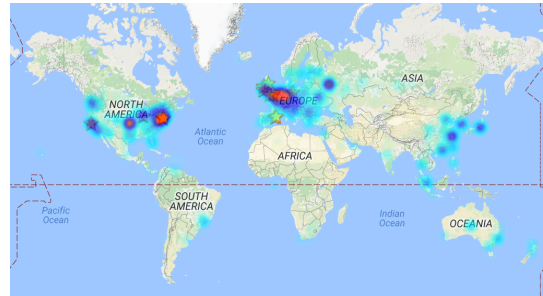 ASIA
NORTH
AMERICA
EUROPE
Atlantic
Ocean
AFRICA
SOUTH
AMERICA
Pacific
Ocean
Indian
Ocean
OCEANIA